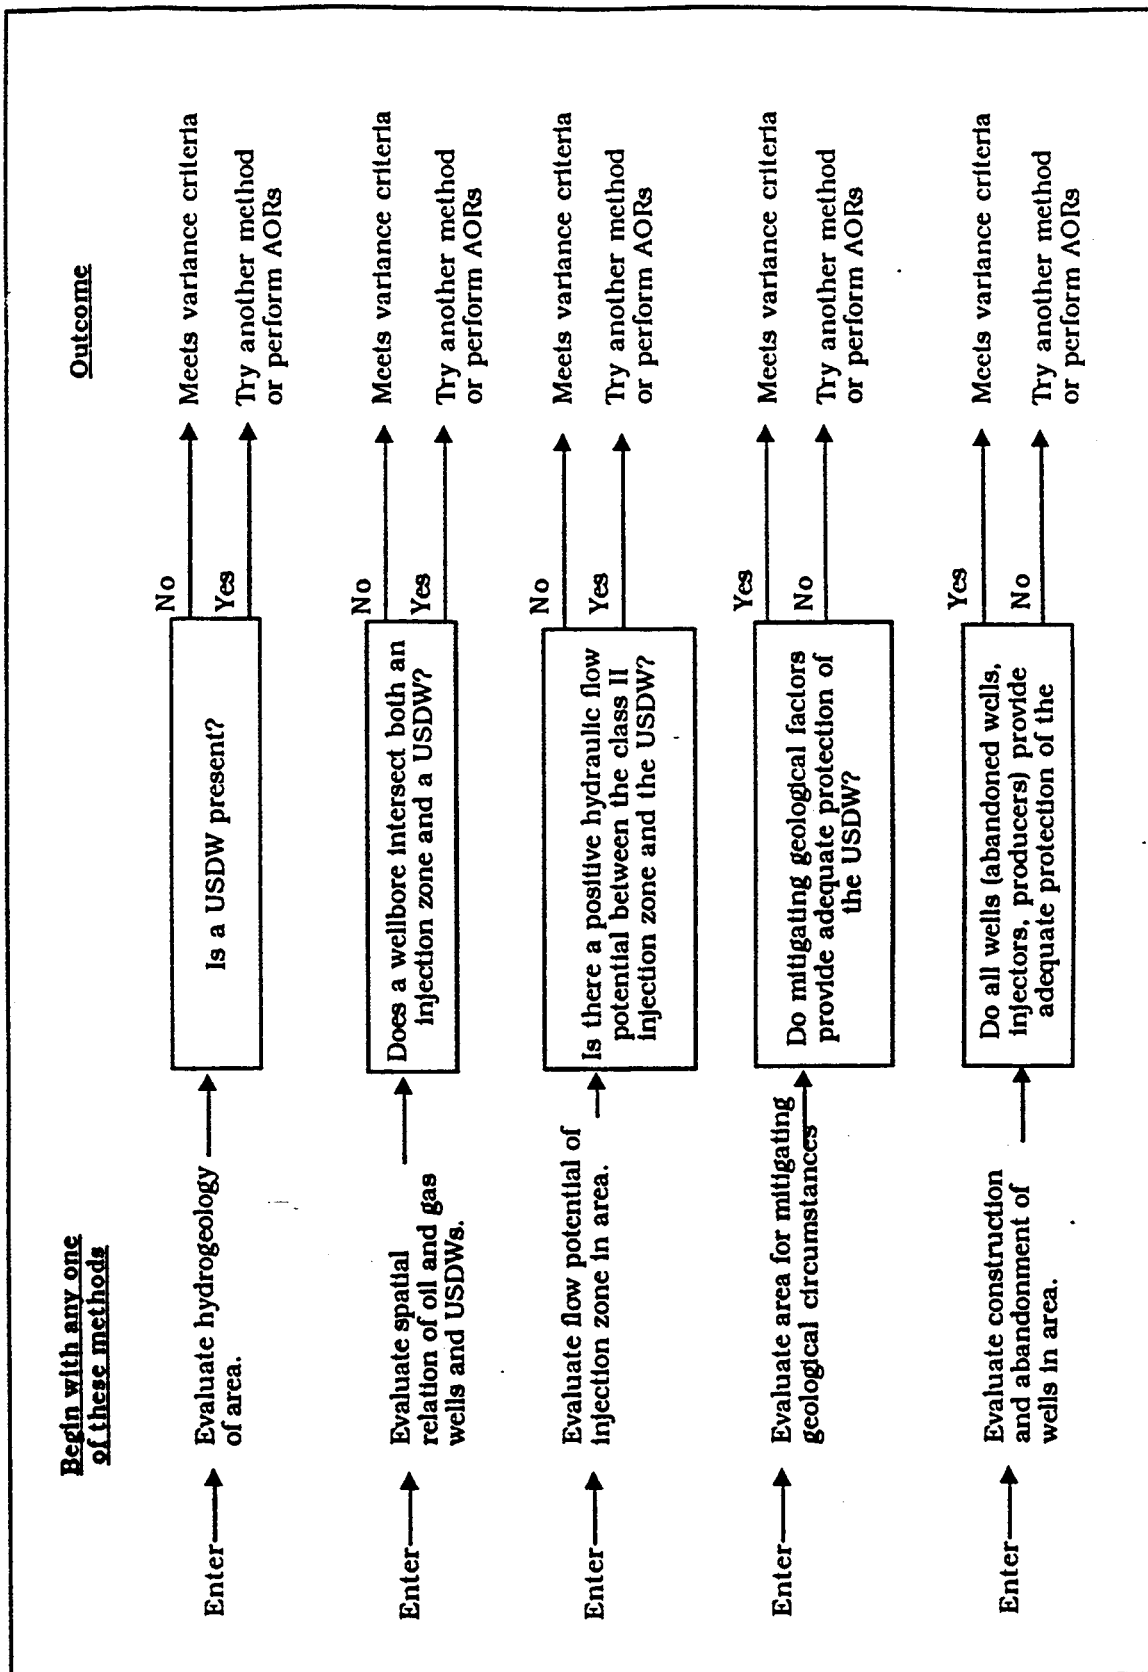 Begin with any one
of these methods
Outcome
Enter
Evaluate hydrogeology
of area.
Is a USDW present?
No
Yes
Meets variance criteria
Try another method
or perform AORs
Enter
Evaluate spatial
relation of oil and gas
wells and USDWs.
Does a wellbore intersect both an
injection zone and a USDW?
No
Yes
Meets variance criteria
Try another method
or perform AORs
Enter
Evaluate flow potential of
injection zone in area.
Is there a positive hydraulic flow
potential between the class II
injection zone and the USDW?
No
Yes
Meets variance criteria
Try another method
or perform AORs
Enter
Evaluate area for mitigating
geological circumstances
Do mitigating geological factors
provide adequate protection of
the USDW?
Yes
No
Meets variance criteria
Try another method
or perform AORs
Enter
Evaluate construction
and abandonment of
wells in area.
Do all wells (abandoned wells,
injectors, producers) provide
adequate protection of the
Yes
No
Meets variance criteria
Try another method
or perform AORs